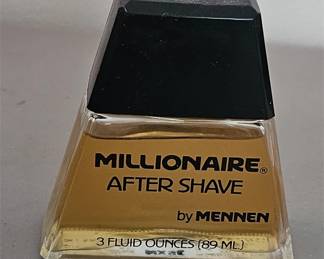 MILLIONAIRE®
AFTER SHAVE
by MENNEN
3 FLUID OUNCES (89 ML)